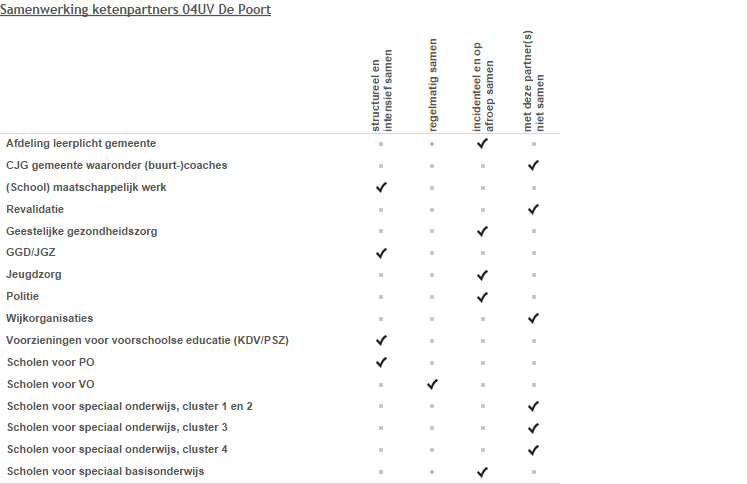 Samenwerking ketenpartners 04UV De Poort
structureel en
intensief samen
regelmatig samen
incidenteel en op
afroep samen
met deze partner(s)
niet samen
Afdeling leerplicht gemeente
CJG gemeente waaronder (buurt-)coaches
(School) maatschappelijk werk
Revalidatie
Geestelijke gezondheidszorg
GGD/JGZ
Jeugdzorg
Politie
Wijkorganisaties
Voorzieningen voor voorschoolse educatie (KDV/PSZ)
Scholen voor PO
Scholen voor VO
Scholen voor speciaal onderwijs, cluster 1 en 2
Scholen voor speciaal onderwijs, cluster 3
Scholen voor speciaal onderwijs, cluster 4
Scholen voor speciaal basisonderwijs